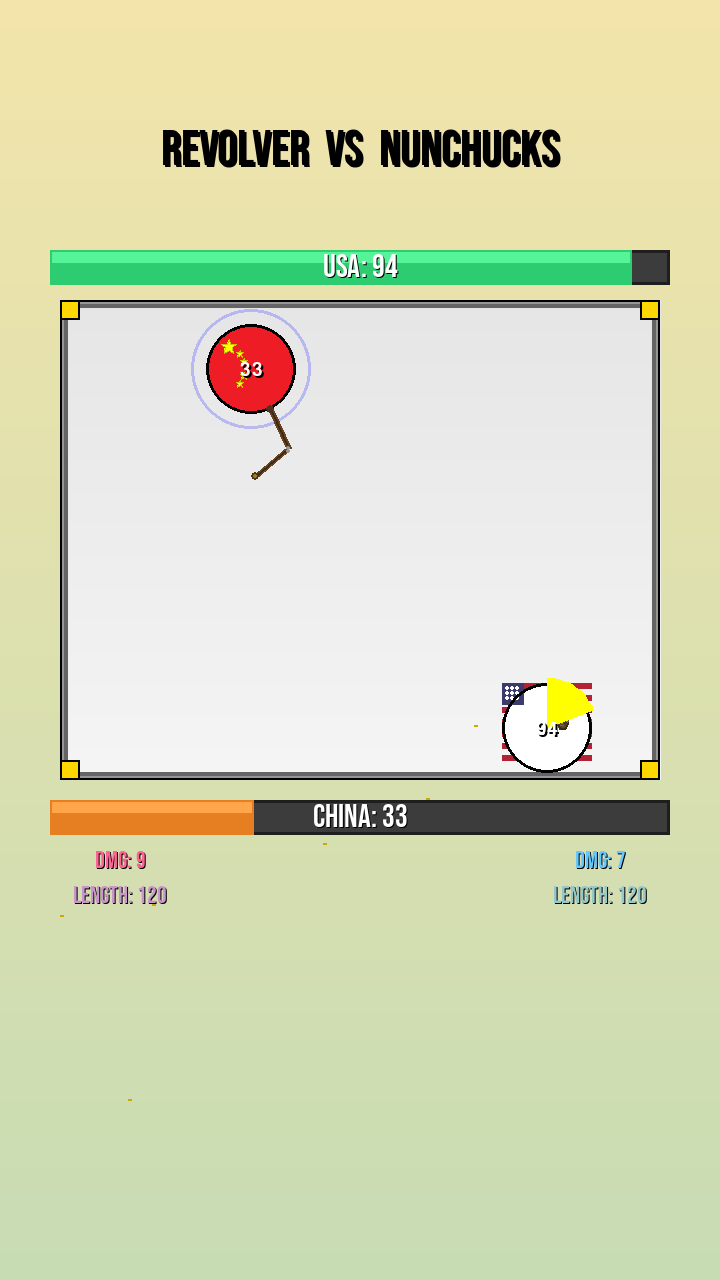 REVOLVER VS NUNCHUCKS
USA: 94
33
94
CHINA: 33
DMG: 9
DMG: 7
LENGTH: 120
LENGTH: 120